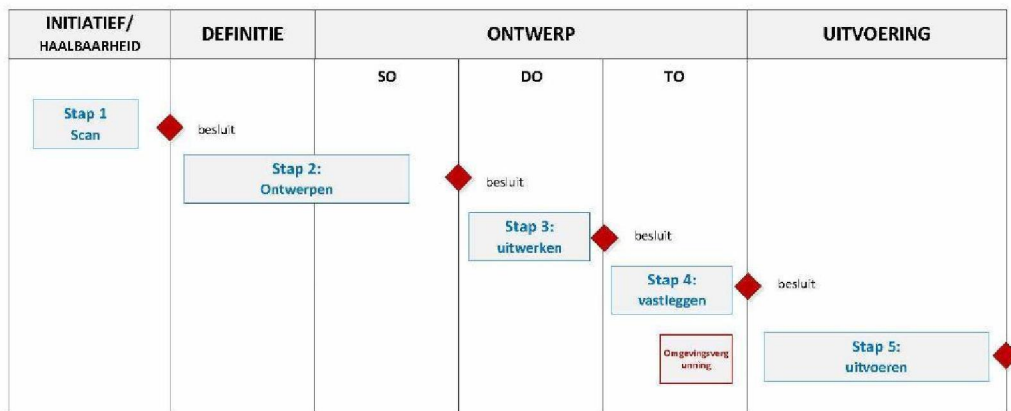 INITIATIEF/
HAALBAARHEID
DEFINITIE
ONTWERP
UITVOERING
SO
DO
TO
Stap 1
Scan
besluit
Stap 2:
Ontwerpen
besluit
Stap 3:
uitwerken
besluit
Stap 4:
vastleggen
besluit
Omgevingsverg
unning
Stap 5:
uitvoeren